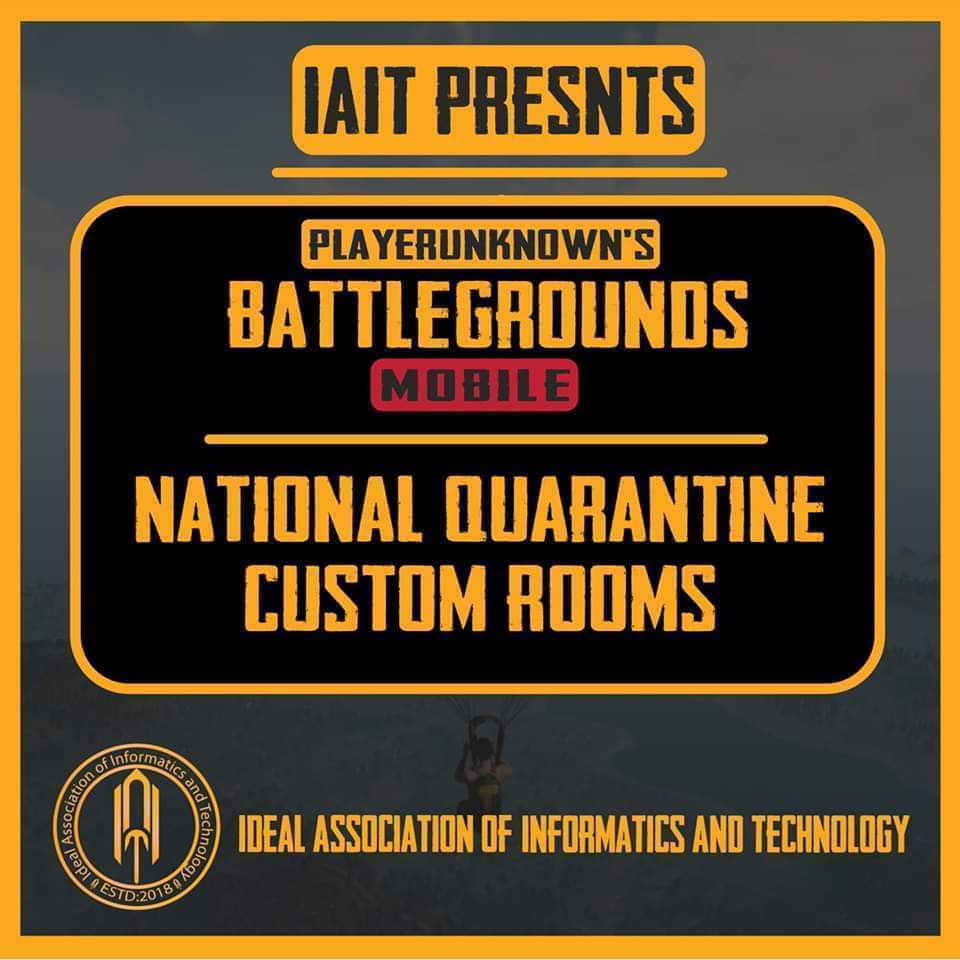 IAIT PRESNTS
PLAYERUNKNOWN'S
BATTLEGROUNDS
MOBILE
NATIONAL QUARANTINE
CUSTOM ROOMS
Ideal Association of Informatics and Technology
ESTD:2018
IDEAL ASSOCIATION OF INFORMATICS AND TECHNOLOGY